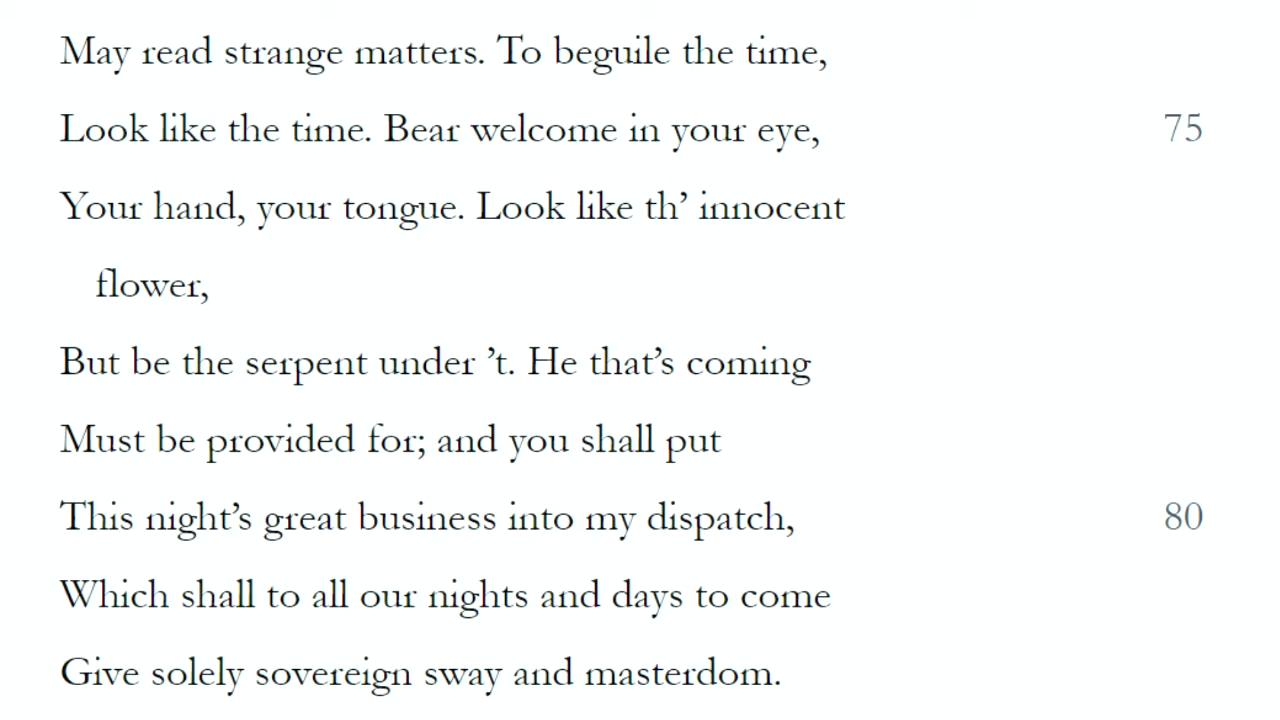 May read strange matters. To beguile the time,
Look like the time. Bear welcome in your eye, 75
Your hand, your tongue. Look like th’ innocent
flower,
But be the serpent under ’t. He that’s coming
Must be provided for; and you shall put
This night’s great business into my dispatch, 80
Which shall to all our nights and days to come
Give solely sovereign sway and masterdom.